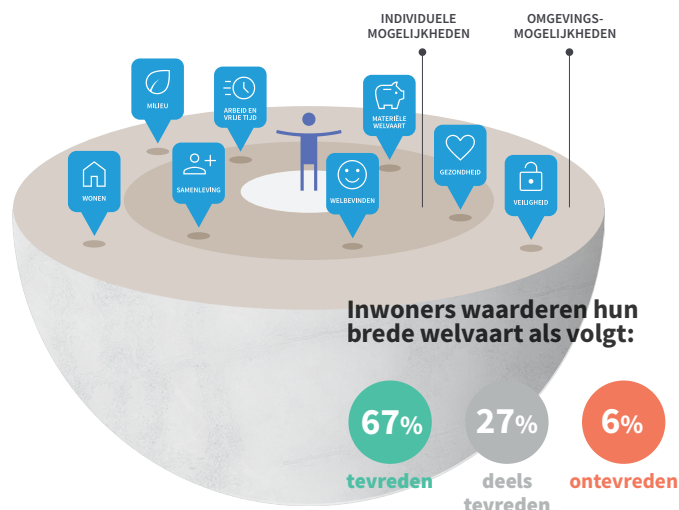 INDIVIDUELE
MOGELIJKHEDEN
OMGEVINGS-
MOGELIJKHEDEN
MILIEU
ARBEID EN
VRIJE TIJD
MATERIËLE
WELVAART
GEZONDHEID
WONEN
SAMENLEVING
WELBEVINDEN
VEILIGHEID
Inwoners waarderen hun
brede welvaart als volgt:
67%
tevreden
27%
deels
tevreden
6%
ontevreden